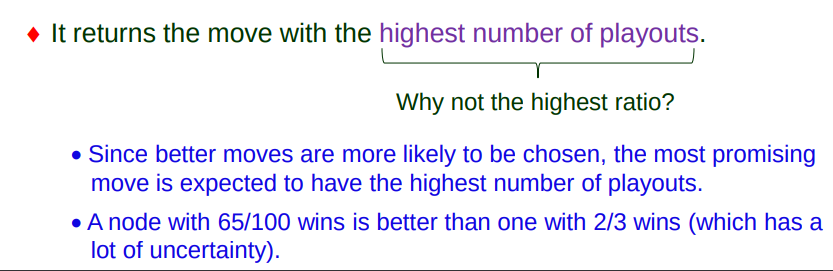 ♦ It returns the move with the highest number of playouts.
Why not the highest ratio?
• Since better moves are more likely to be chosen, the most promising
move is expected to have the highest number of playouts.
• A node with 65/100 wins is better than one with 2/3 wins (which has a
lot of uncertainty).